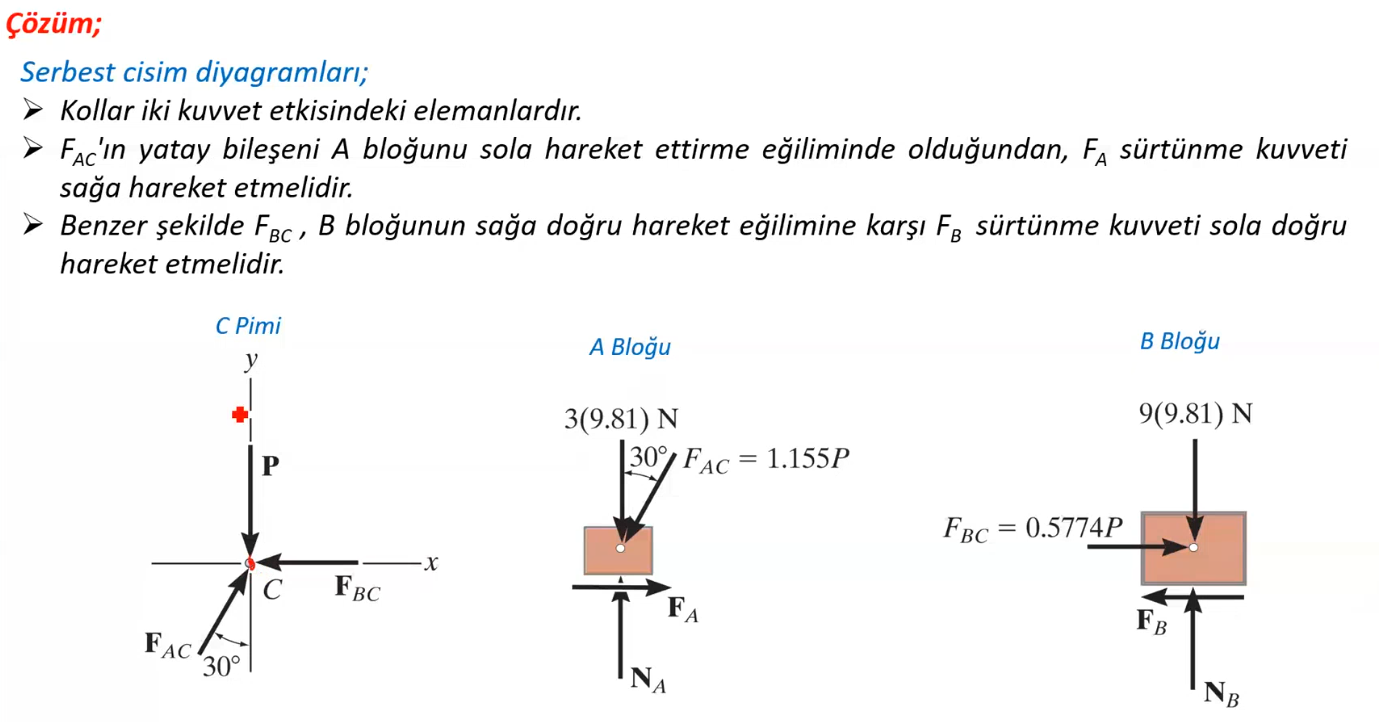 Çözüm;
Serbest cisim diyagramları;
➢ Kollar iki kuvvet etkisindeki elemanlardır.
➢ F_AC'ın yatay bileşeni A bloğunu sola hareket ettirme eğiliminde olduğundan, F_A sürtünme kuvveti
sağa hareket etmelidir.
➢ Benzer şekilde F_BC , B bloğunun sağa doğru hareket eğilimine karşı F_B sürtünme kuvveti sola doğru
hareket etmelidir.
C Pimi
y
P
x
C
F_BC
F_AC
30°
A Bloğu
3(9.81) N
30°
F_AC = 1.155P
F_A
N_A
B Bloğu
9(9.81) N
F_BC = 0.5774P
F_B
N_B